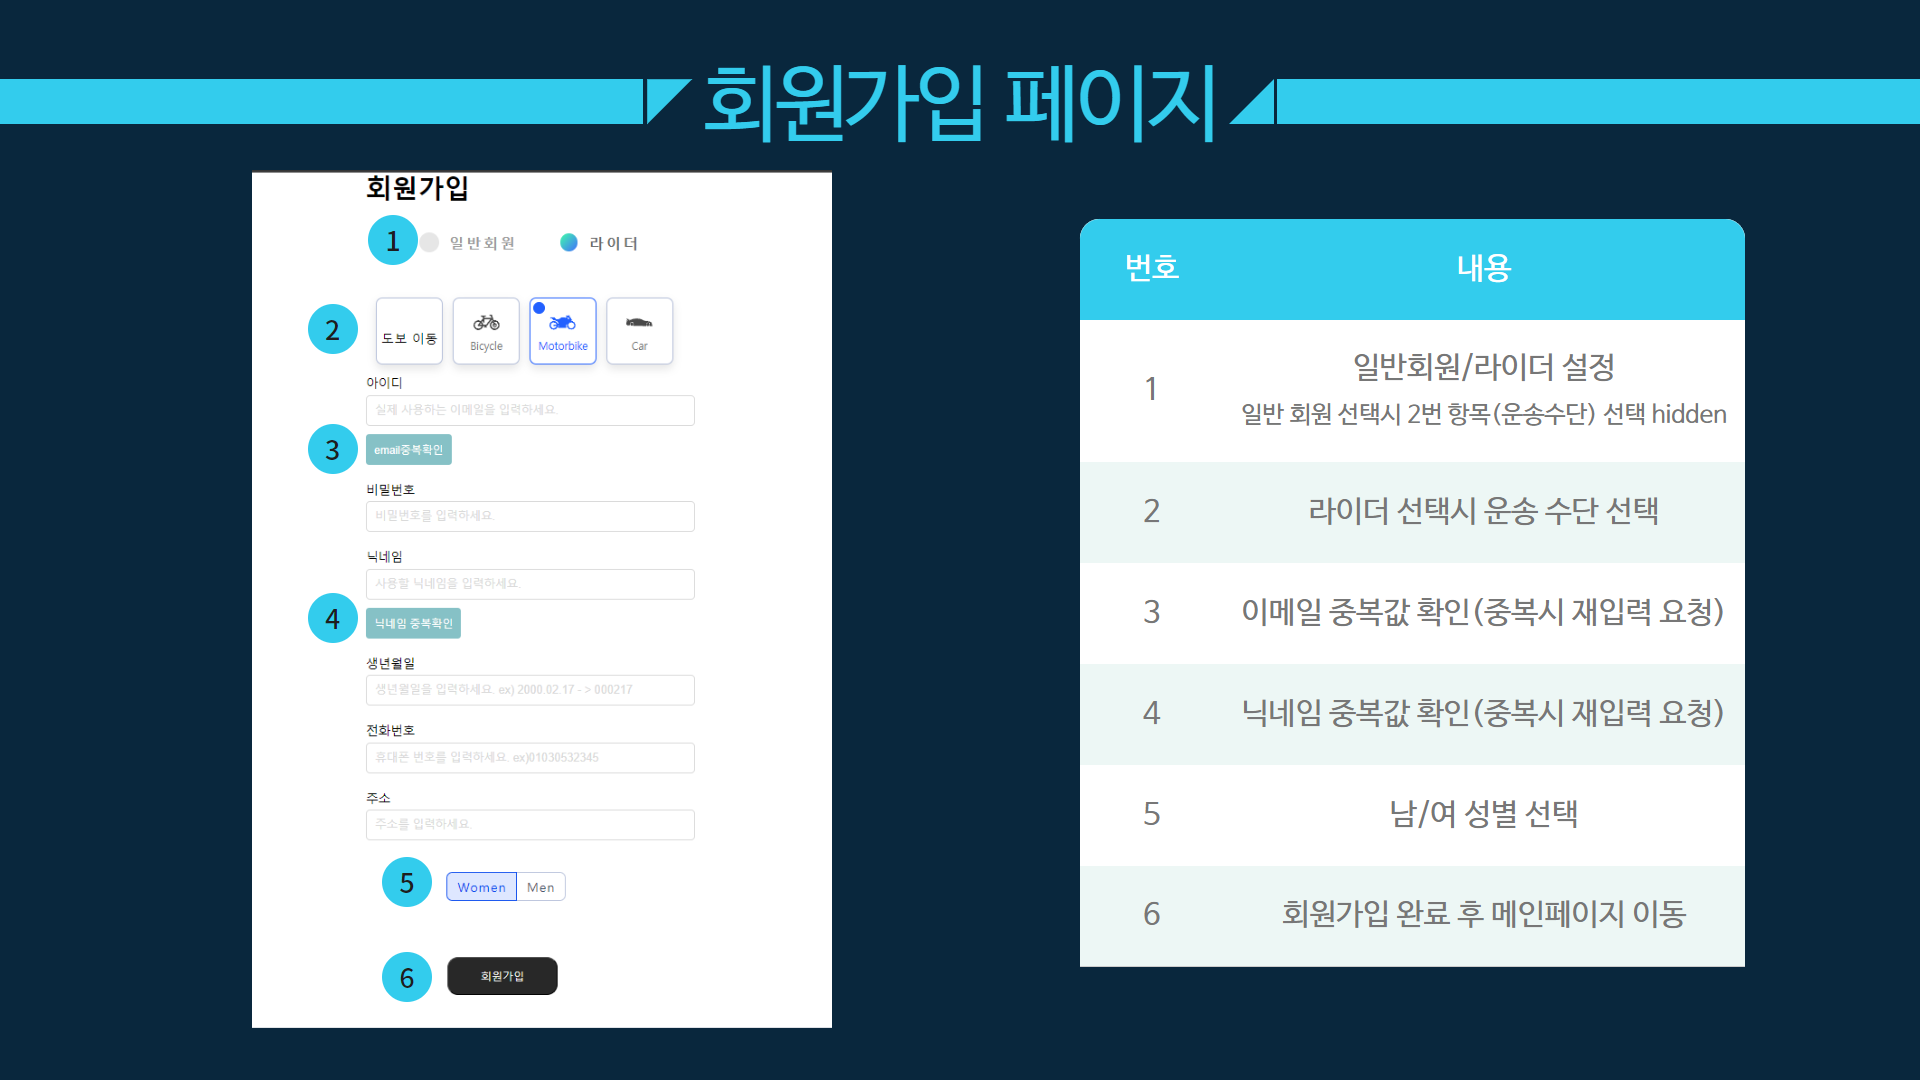 회원가입 페이지
회원가입
1 일반회원 라이더
2 도보 이동 Bicycle Motorbike Car
아이디
실제 사용하는 이메일을 입력하세요.
3 email중복확인
비밀번호
비밀번호를 입력하세요.
닉네임
사용할 닉네임을 입력하세요.
4 닉네임 중복확인
생년월일
생년월일을 입력하세요. ex) 2000.02.17 - > 000217
전화번호
휴대폰 번호를 입력하세요. ex)01030532345
주소
주소를 입력하세요.
5 Women Men
6 회원가입
번호 내용
1 일반회원/라이더 설정
일반 회원 선택시 2번 항목(운송수단) 선택 hidden
2 라이더 선택시 운송 수단 선택
3 이메일 중복값 확인(중복시 재입력 요청)
4 닉네임 중복값 확인(중복시 재입력 요청)
5 남/여 성별 선택
6 회원가입 완료 후 메인페이지 이동